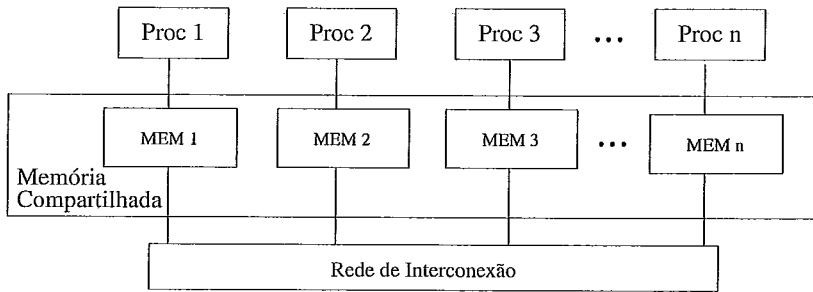 Proc 1 Proc 2 Proc 3 ... Proc n
MEM 1 MEM 2 MEM 3 ... MEM n
Memória
Compartilhada
Rede de Interconexão